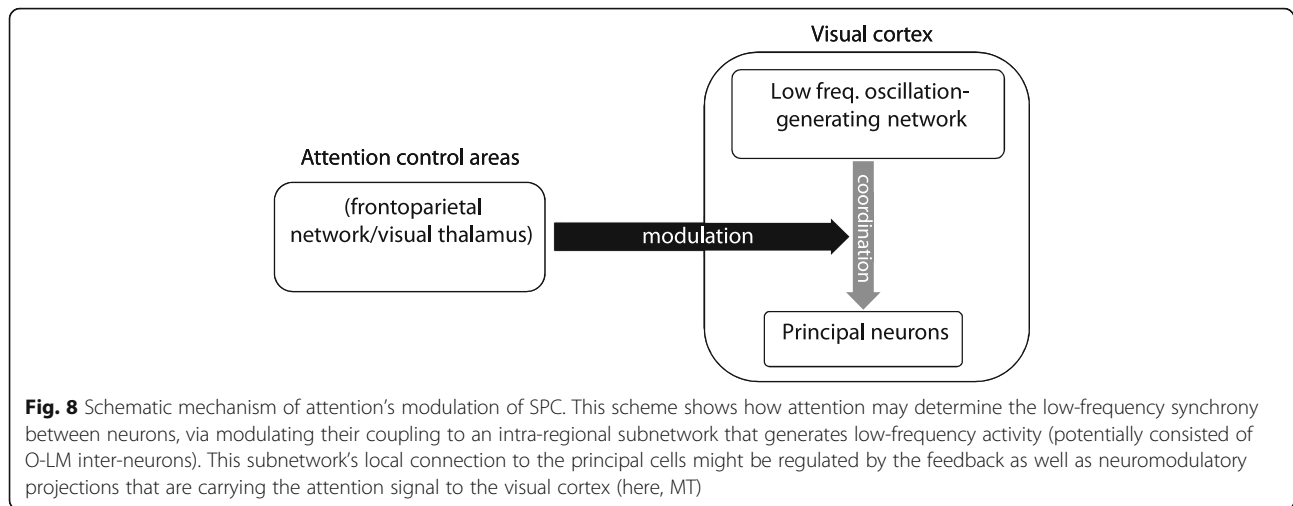 Visual cortex
Low freq. oscillation-
generating network
Attention control areas
(frontoparietal
network/visual thalamus)
modulation
coordination
Principal neurons
Fig. 8 Schematic mechanism of attention's modulation of SPC. This scheme shows how attention may determine the low-frequency synchrony
between neurons, via modulating their coupling to an intra-regional subnetwork that generates low-frequency activity (potentially consisted of
O-LM inter-neurons). This subnetwork's local connection to the principal cells might be regulated by the feedback as well as neuromodulatory
projections that are carrying the attention signal to the visual cortex (here, MT)